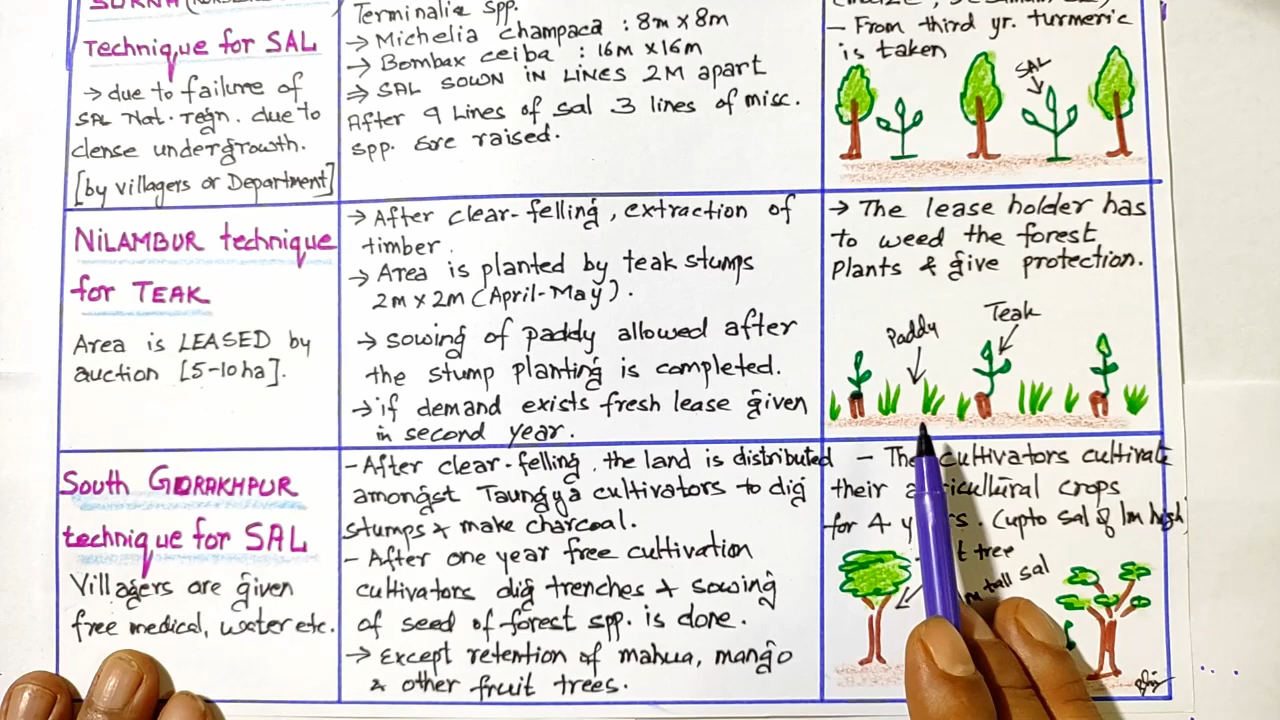 SUKNA
Technique for SAL
→ due to failure of
SAL Nat. regn. due to
dense undergrowth.
[by villagers or Department]
Terminalia spp.
→ Michelia champaca : 8m x 8m
→ Bombax ceiba : 16m x 16m
⇒ SAL SOWN IN LINES 2M apart
After 9 Lines of sal 3 lines of misc.
spp. are raised.
- From third yr. turmeric
is taken
SAL
NILAMBUR technique
for TEAK
Area is LEASED by
auction [5-10ha].
→ After clear-felling, extraction of
timber.
→ Area is planted by teak stumps
2m x 2m (April-May).
→ sowing of paddy allowed after
the stump planting is completed.
→ if demand exists fresh lease given
in second year.
→ The lease holder has
to weed the forest
plants & give protection.
Paddy
Teak
South GORAKHPUR
technique for SAL
Villagers are given
free medical, water etc.
- After clear-felling, the land is distributed
amongst Taungya cultivators to dig
stumps & make charcoal.
- After one year free cultivation
cultivators dig trenches & sowing
of seed of forest spp. is done.
→ Except retention of mahua, mango
& other fruit trees.
- The cultivators cultivate
their agricultural crops
for 4 years. (upto sal of 1m high)
tree
tall sal